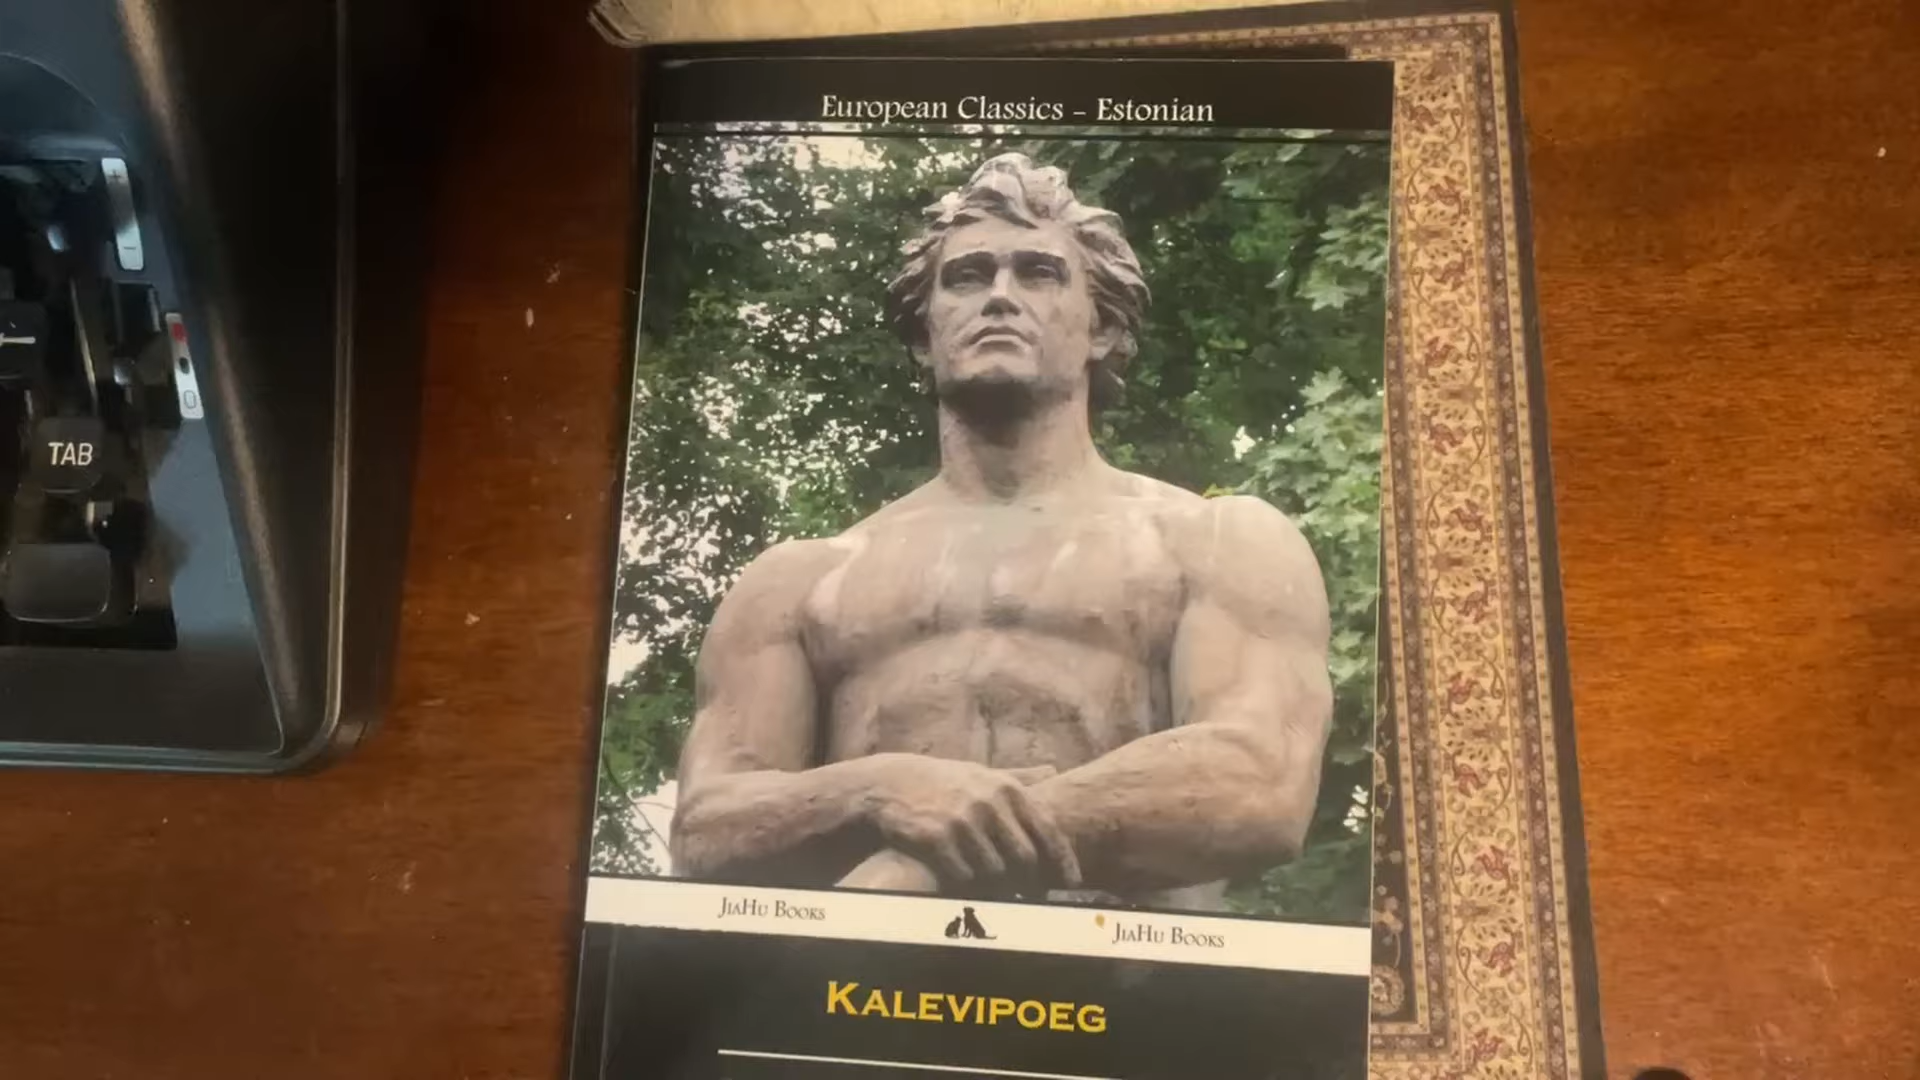 European Classics – Estonian
TAB
JiaHu Books
JiaHu Books
Kalevipoeg